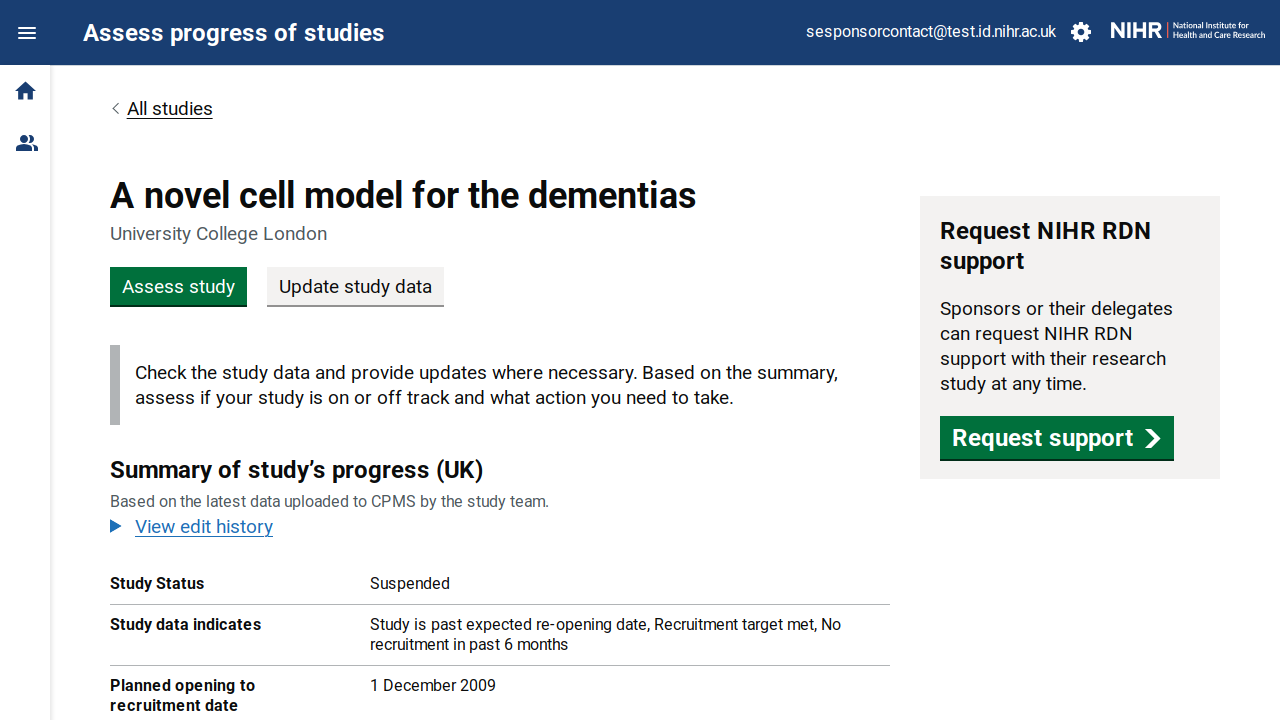 Assess progress of studies
sesponsorcontact@test.id.nihr.ac.uk
NIHR
National Institute for
Health and Care Research
All studies
A novel cell model for the dementias
University College London
Assess study
Update study data
Check the study data and provide updates where necessary. Based on the summary,
assess if your study is on or off track and what action you need to take.
Summary of study’s progress (UK)
Based on the latest data uploaded to CPMS by the study team.
View edit history
Study Status
Suspended
Study data indicates
Study is past expected re-opening date, Recruitment target met, No
recruitment in past 6 months
Planned opening to
recruitment date
1 December 2009
Request NIHR RDN
support
Sponsors or their delegates
can request NIHR RDN
support with their research
study at any time.
Request support